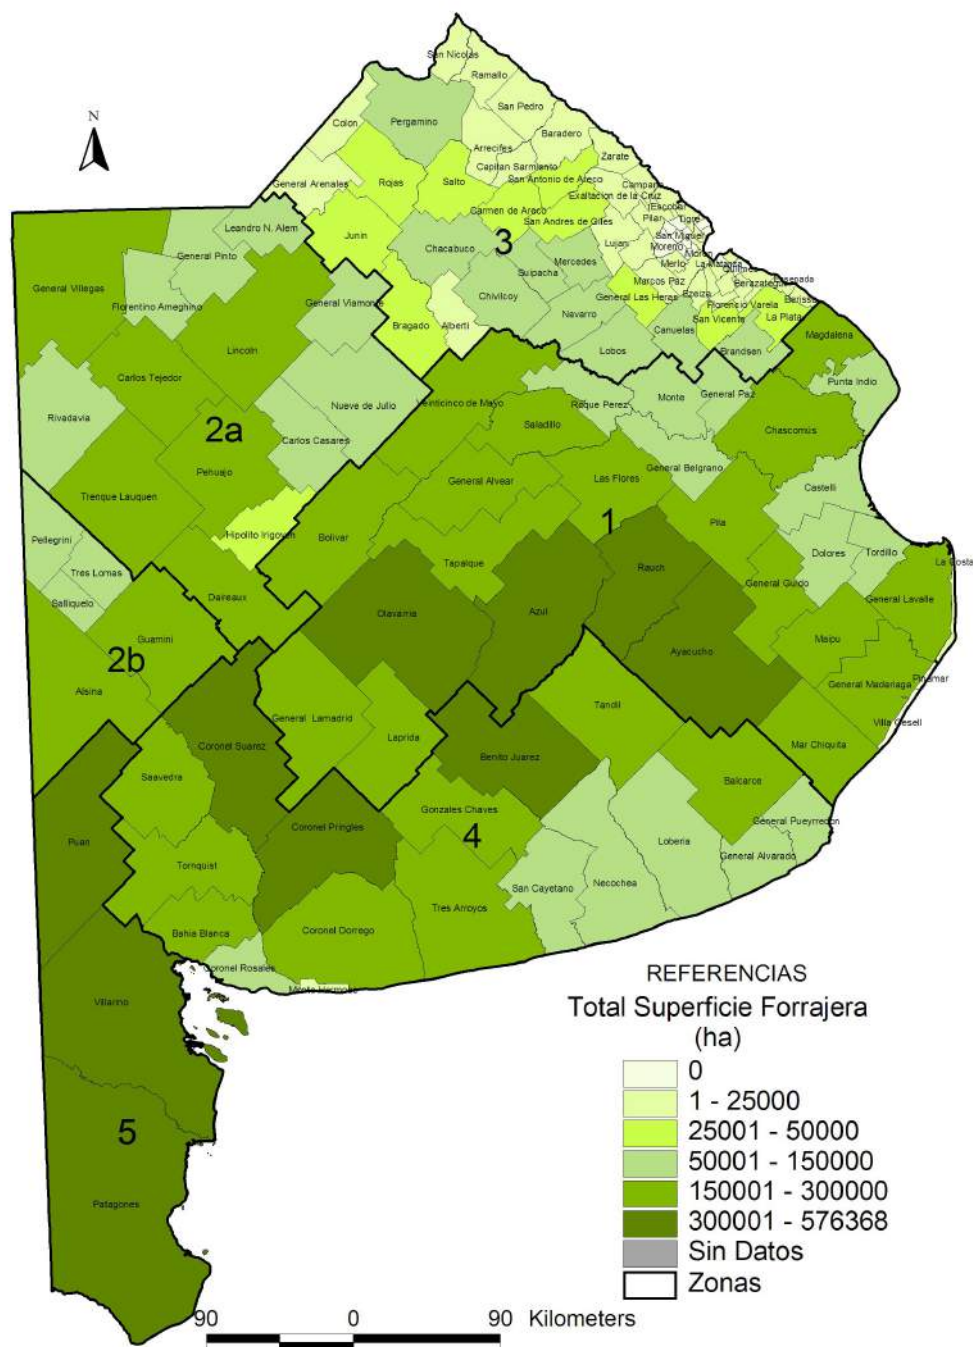 San Nicolas
Ramallo
San Pedro
Colon
Pergamino
Baradero
Arrecifes
Zarate
Capitan Sarmiento
General Arenales
Rojas
Salto
San Antonio de Areco
Campana
Exaltacion de la Cruz
Escobar
N
Carmen de Areco
San Andres de Giles
Pilar
Tigre
Leandro N. Alem
Junin
3
San Miguel
Chacabuco
Lujan
Moreno
Moron
General Pinto
Suipacha
Mercedes
Merlo
La Matanza
Quilmes
General Villegas
Marcos Paz
Berazategui
Ensenada
Florentino Ameghino
General Viamonte
Chivilcoy
General Las Heras
Ezeiza
Florencio Varela
Berisso
Bragado
Alberti
Navarro
San Vicente
La Plata
Lincoln
Canuelas
Magdalena
Lobos
Brandsen
Carlos Tejedor
Punta Indio
Rivadavia
Nueve de Julio
Veinticinco de Mayo
Roque Perez
Monte
General Paz
2a
Saladillo
Chascomús
Carlos Casares
Pehuajo
General Belgrano
General Alvear
Las Flores
Castelli
Trenque Lauquen
1
Pila
Hipolito Irigoyen
Bolivar
Pellegrini
Dolores
Tordillo
Tapalque
La Costa
Tres Lomas
Rauch
General Guido
Daireaux
General Lavalle
Salliquelo
Olavarria
Azul
Guamini
Maipu
Ayacucho
2b
General Madariaga
Pinamar
Alsina
Tandil
General Lamadrid
Villa Gesell
Laprida
Coronel Suarez
Mar Chiquita
Benito Juarez
Saavedra
Balcarce
Gonzales Chaves
Coronel Pringles
General Pueyrredon
Puan
4
Loberia
General Alvarado
Tornquist
San Cayetano
Necochea
Tres Arroyos
Bahia Blanca
Coronel Dorrego
Coronel Rosales
Monte Hermoso
Villarino
5
Patagones
REFERENCIAS
Total Superficie Forrajera
(ha)
0
1 - 25000
25001 - 50000
50001 - 150000
150001 - 300000
300001 - 576368
Sin Datos
Zonas
90 0 90 Kilometers